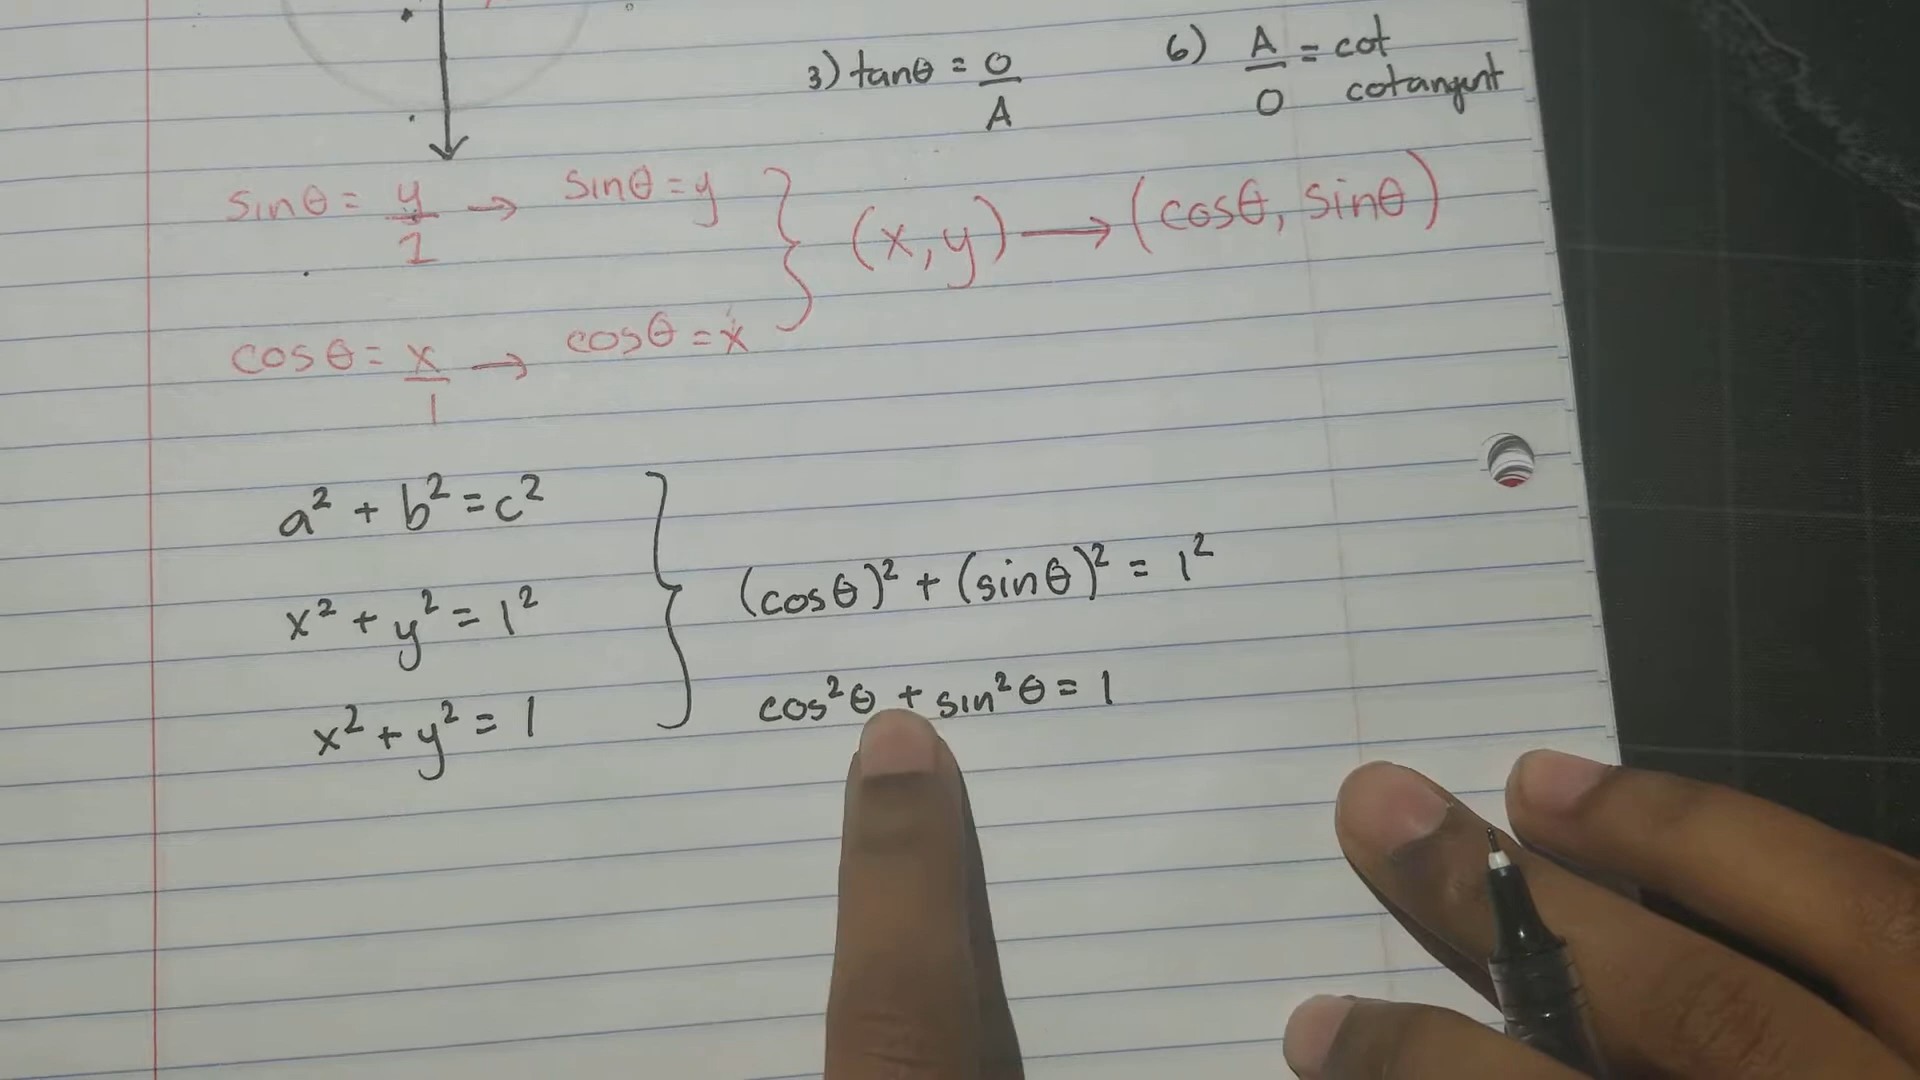 3) tanθ = O/A
6) A/O = cot
cotangent
sinθ = y/1 → sinθ = y
(x, y) → (cosθ, sinθ)
cosθ = x/1 → cosθ = x
a² + b² = c²
x² + y² = 1²
(cosθ)² + (sinθ)² = 1²
x² + y² = 1
cos²θ + sin²θ = 1